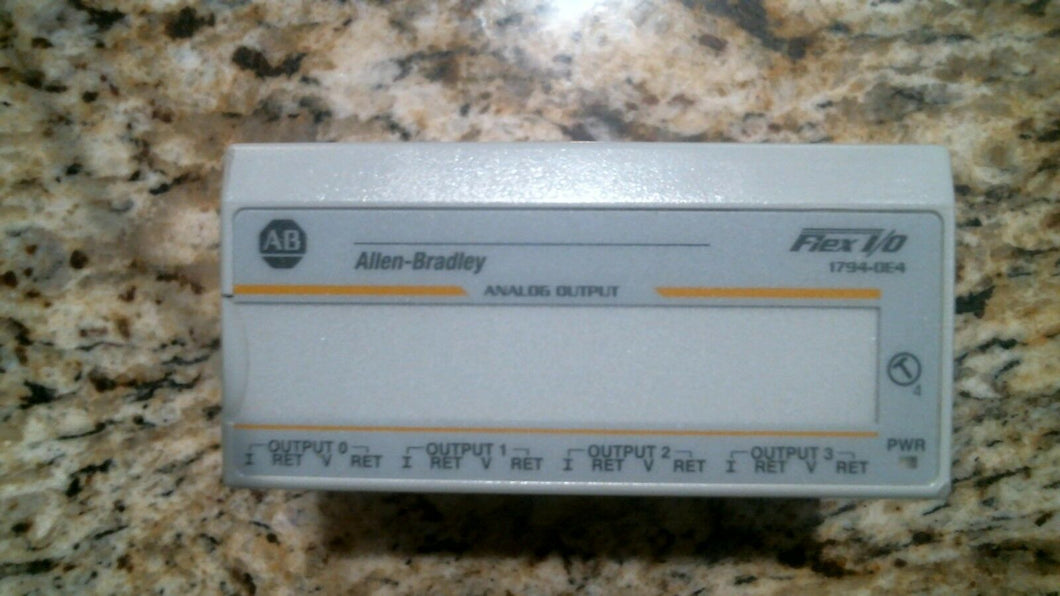 AB
Allen-Bradley
Flex I/O
1794-OE4
ANALOG OUTPUT
4
PWR
OUTPUT 0 OUTPUT 1 OUTPUT 2 OUTPUT 3
I RET V RET I RET V RET I RET V RET I RET V RET